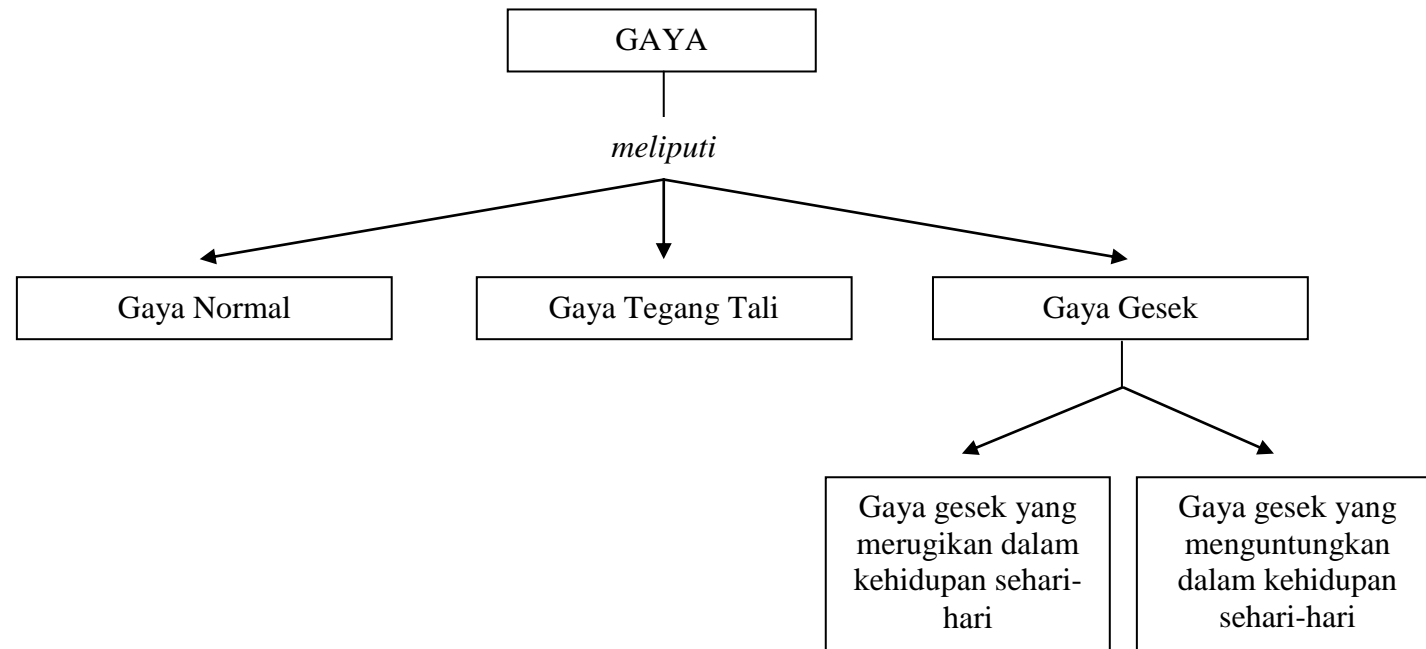 GAYA
meliputi
Gaya Normal
Gaya Tegang Tali
Gaya Gesek
Gaya gesek yang
merugikan dalam
kehidupan sehari-
hari
Gaya gesek yang
menguntungkan
dalam kehidupan
sehari-hari